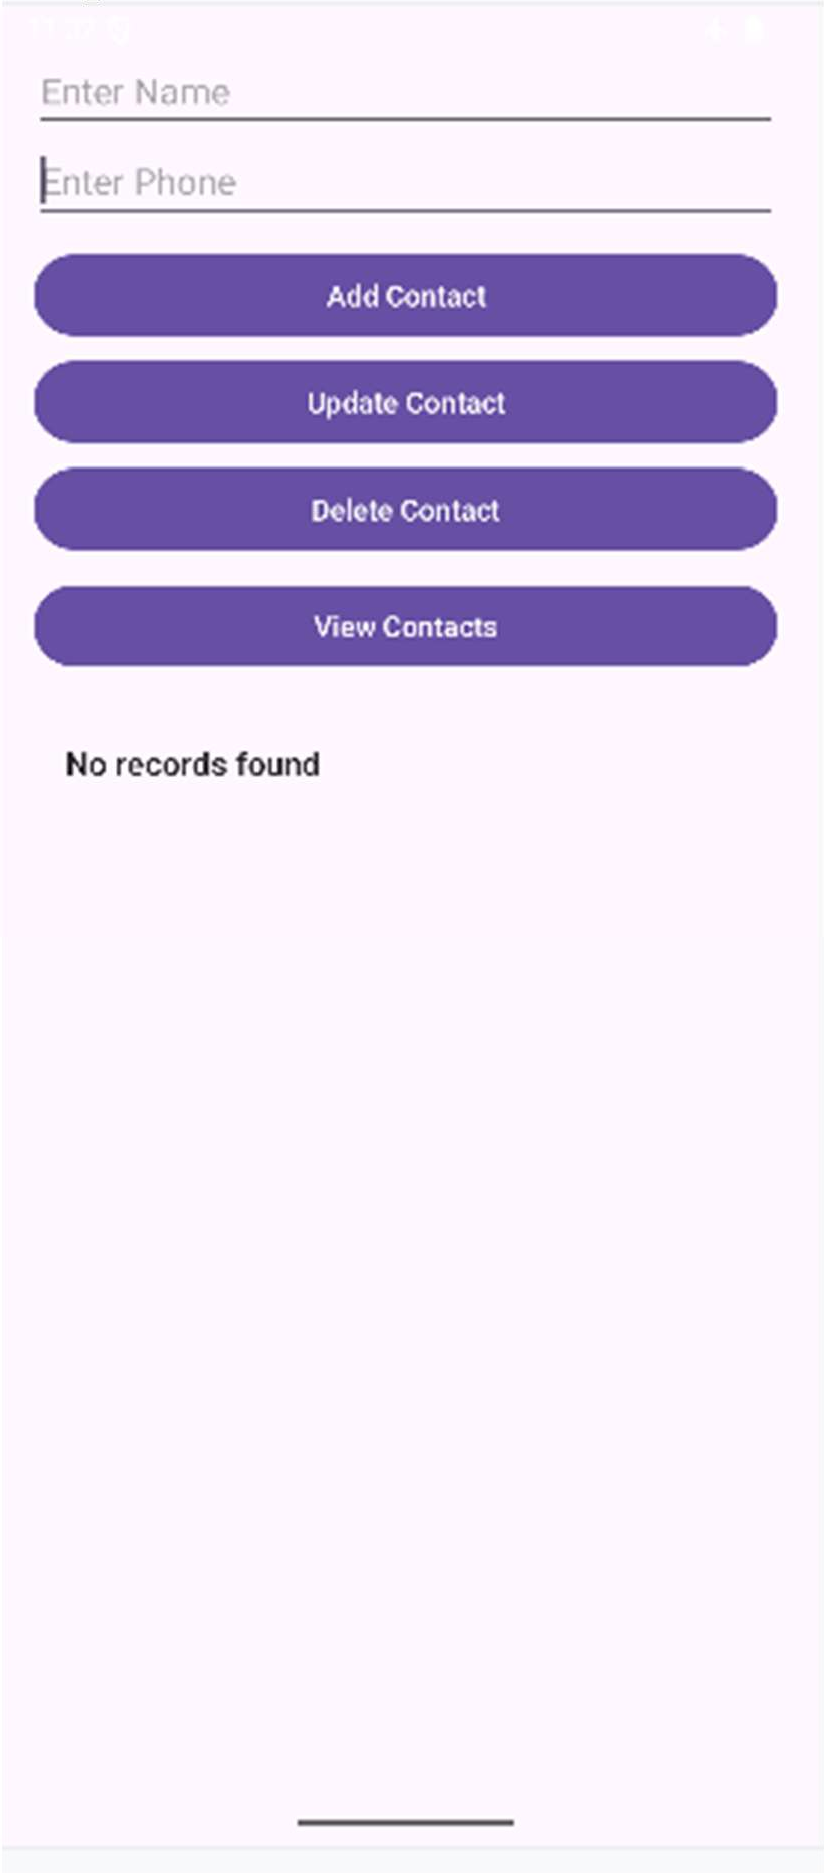 Enter Name
Enter Phone
Add Contact
Update Contact
Delete Contact
View Contacts
No records found